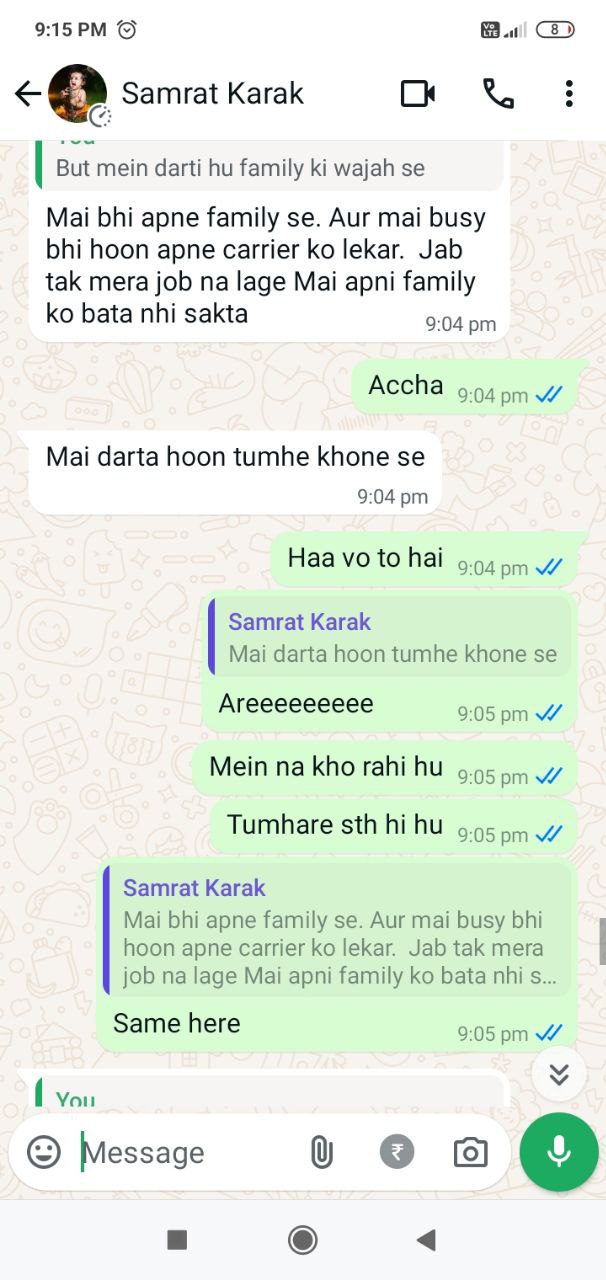 9:15 PM
Vo
LTE
8
Samrat Karak
You
But mein darti hu family ki wajah se
Mai bhi apne family se. Aur mai busy
bhi hoon apne carrier ko lekar. Jab
tak mera job na lage Mai apni family
ko bata nhi sakta
9:04 pm
Accha
9:04 pm
Mai darta hoon tumhe khone se
9:04 pm
Haa vo to hai
9:04 pm
Samrat Karak
Mai darta hoon tumhe khone se
Areeeeeeeee
9:05 pm
Mein na kho rahi hu
9:05 pm
Tumhare sth hi hu
9:05 pm
Samrat Karak
Mai bhi apne family se. Aur mai busy bhi
hoon apne carrier ko lekar. Jab tak mera
job na lage Mai apni family ko bata nhi s...
Same here
9:05 pm
You
Message
₹